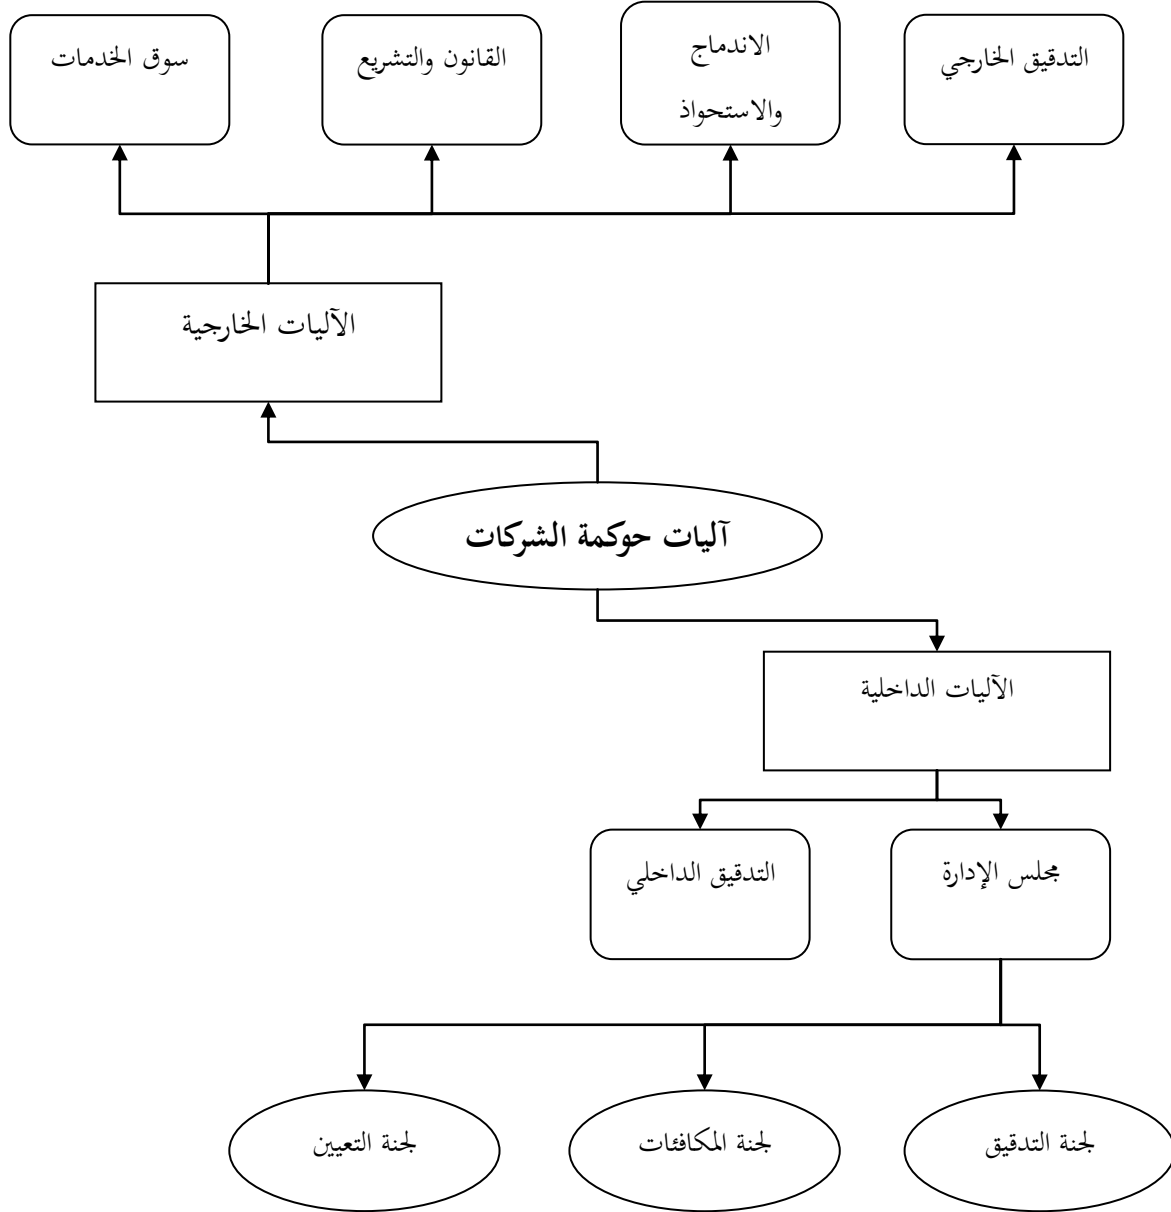 التدقيق الخارجي
الاندماج
والاستحواذ
القانون والتشريع
سوق الخدمات
الآليات الخارجية
آليات حوكمة الشركات
الآليات الداخلية
مجلس الإدارة
التدقيق الداخلي
لجنة التدقيق
لجنة المكافئات
لجنة التعيين